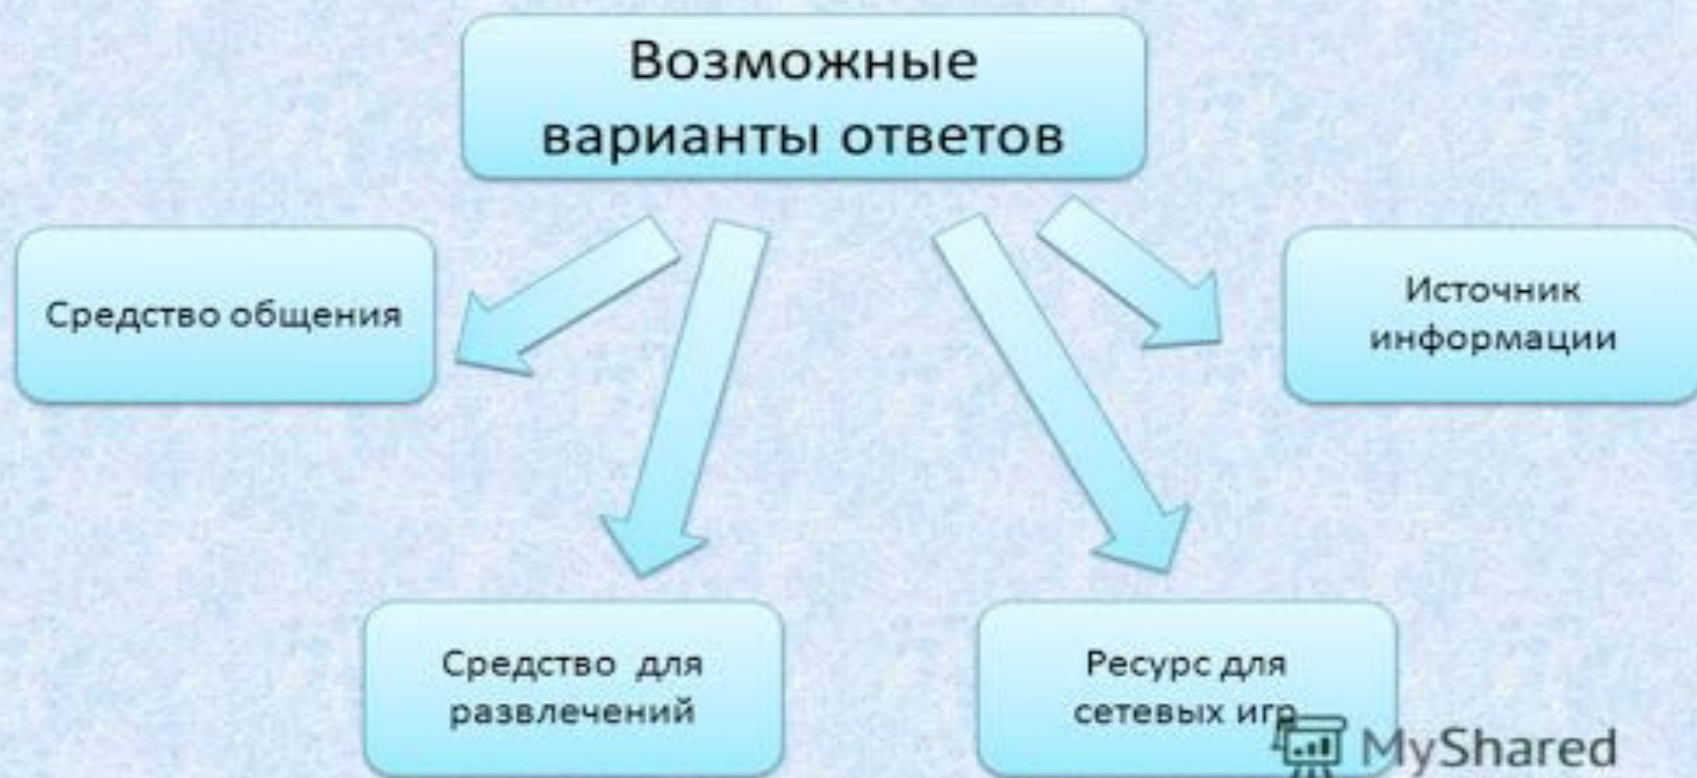 Возможные
варианты ответов
Средство общения
Источник
информации
Средство для
развлечений
Ресурс для
сетевых игр
MyShared